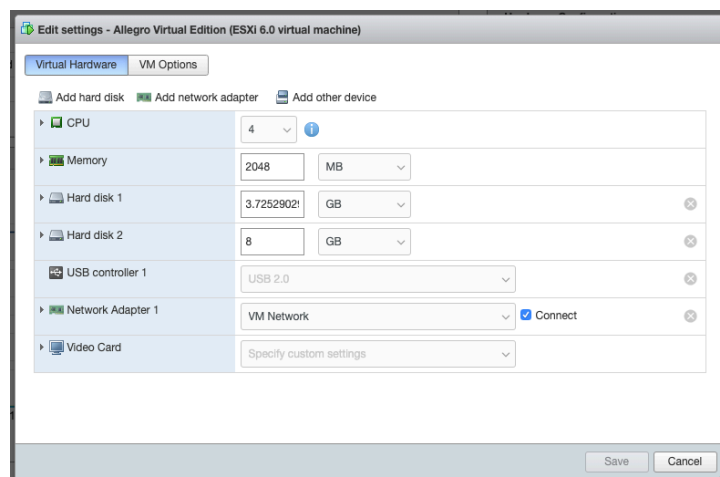 Edit settings - Allegro Virtual Edition (ESXi 6.0 virtual machine)
Virtual Hardware VM Options
Add hard disk Add network adapter Add other device
CPU 4
Memory 2048 MB
Hard disk 1 3.7252902! GB
Hard disk 2 8 GB
USB controller 1 USB 2.0
Network Adapter 1 VM Network Connect
Video Card Specify custom settings
Save Cancel